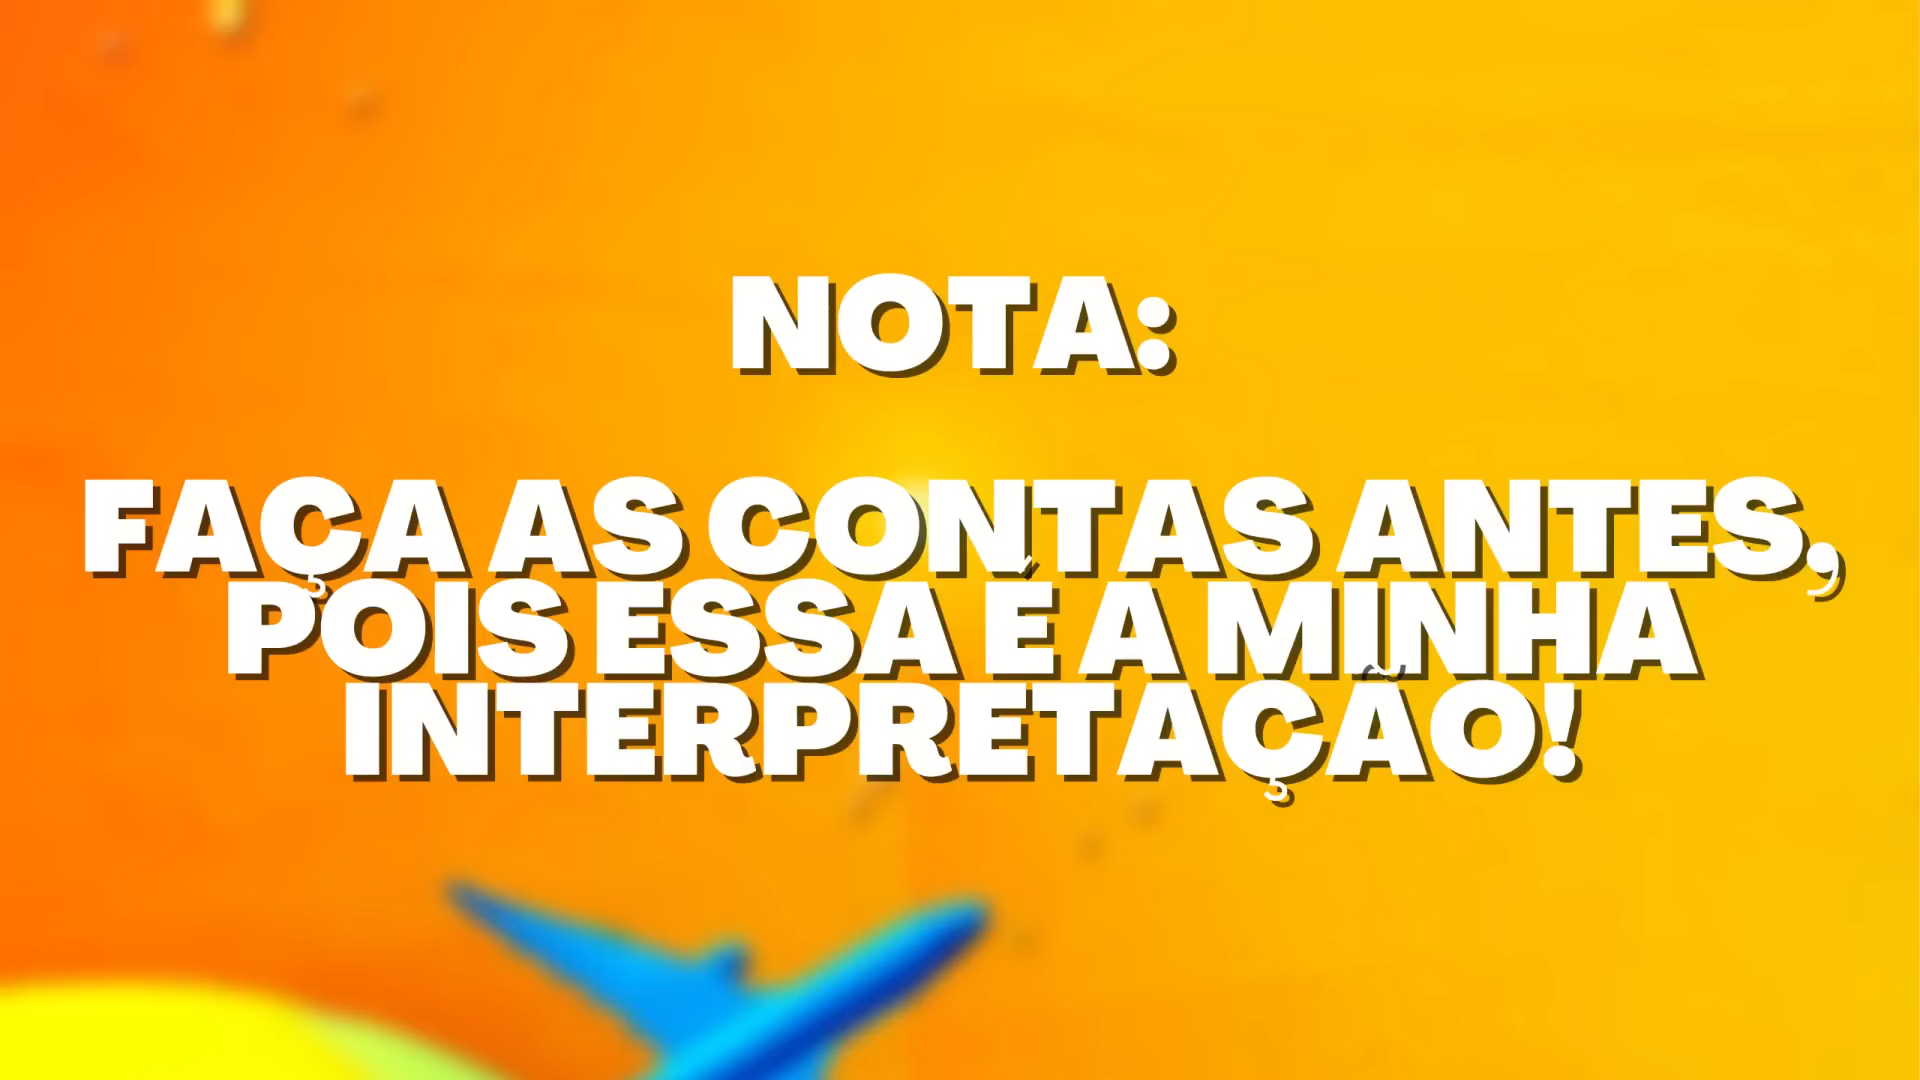 NOTA:
FAÇA AS CONTAS ANTES,
POIS ESSA É A MINHA
INTERPRETAÇÃO!